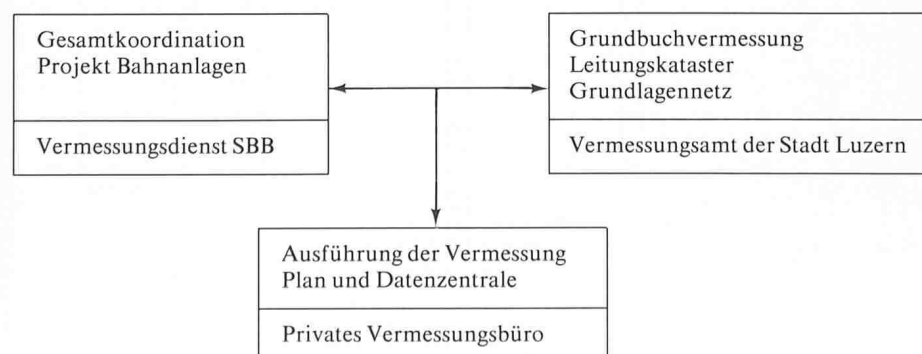 Gesamtkoordination
Projekt Bahnanlagen
Vermessungsdienst SBB
Grundbuchvermessung
Leitungskataster
Grundlagennetz
Vermessungsamt der Stadt Luzern
Ausführung der Vermessung
Plan und Datenzentrale
Privates Vermessungsbüro